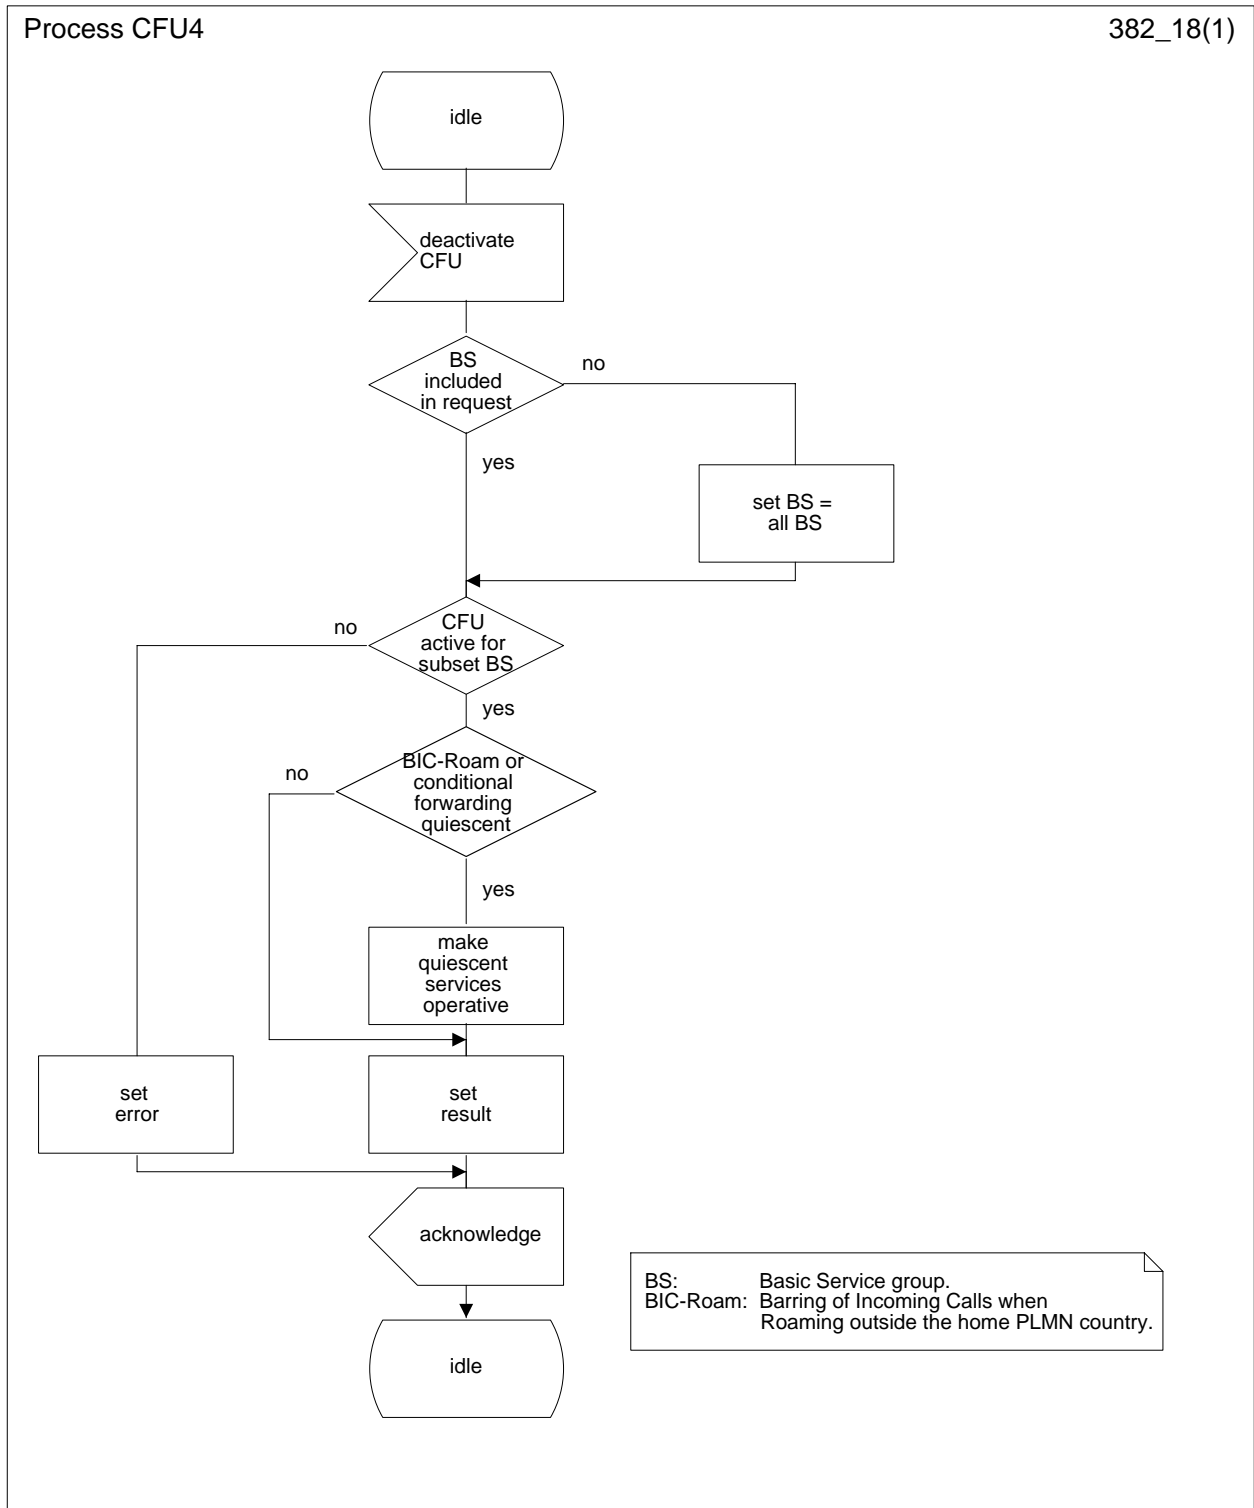 Process CFU4
382_18(1)
idle
deactivate
CFU
BS
included
in request
no
yes
set BS =
all BS
CFU
active for
subset BS
no
yes
BIC-Roam or
conditional
forwarding
quiescent
no
yes
make
quiescent
services
operative
set
error
set
result
acknowledge
BS: Basic Service group.
BIC-Roam: Barring of Incoming Calls when
Roaming outside the home PLMN country.
idle